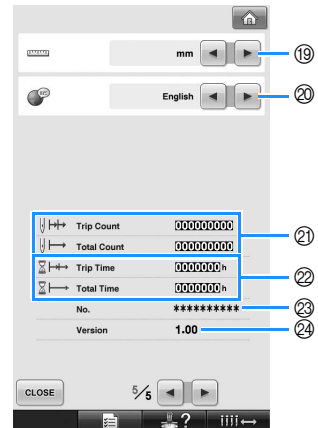 mm
⑲
English
⑳
Trip Count 000000000
Total Count 000000000
㉑
Trip Time 0000000h
Total Time 0000000h
㉒
No. **********
㉓
Version 1.00
㉔
CLOSE
5/5
?